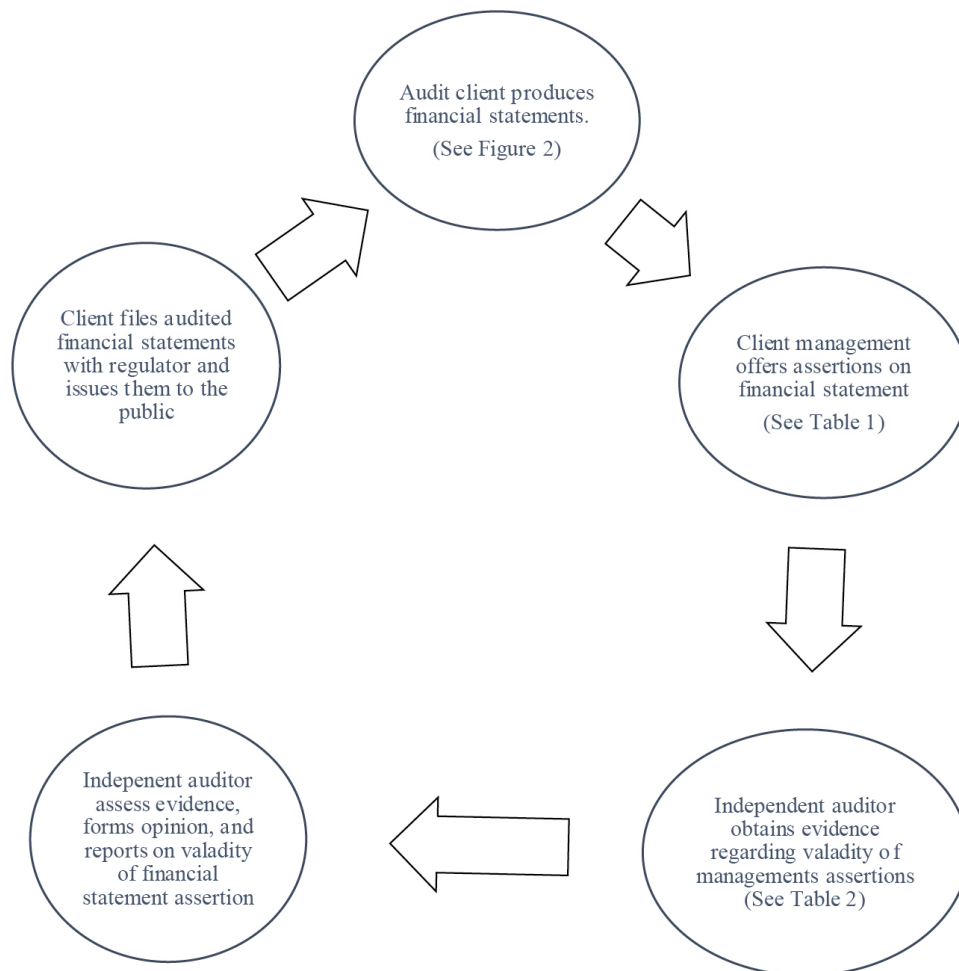 Audit client produces
financial statements.
(See Figure 2)
Client management
offers assertions on
financial statement
(See Table 1)
Independent auditor
obtains evidence
regarding valadity of
managements assertions
(See Table 2)
Indepenent auditor
assess evidence,
forms opinion, and
reports on valadity
of financial
statement assertion
Client files audited
financial statements
with regulator and
issues them to the
public